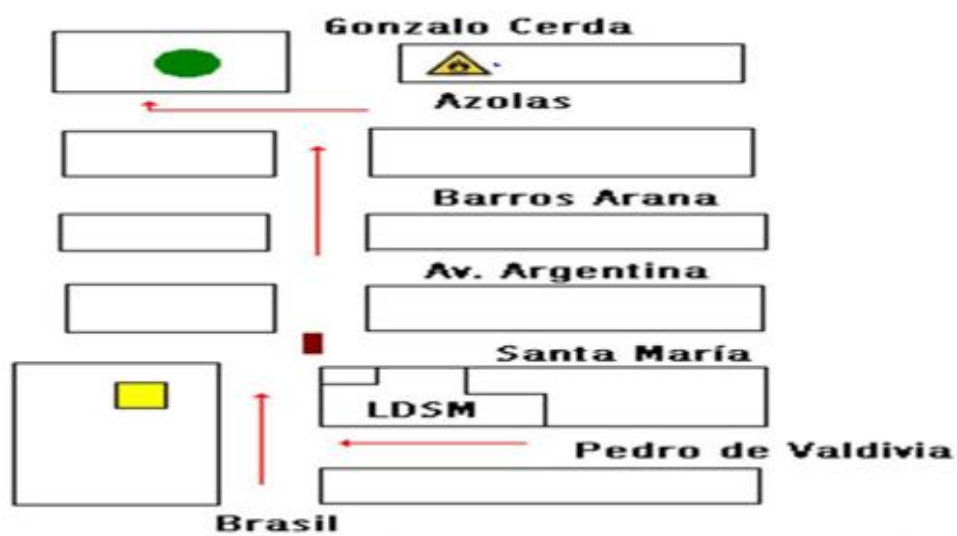 Gonzalo Cerda
Azolas
Barros Arana
Av. Argentina
Santa María
LDSM
Pedro de Valdivia
Brasil